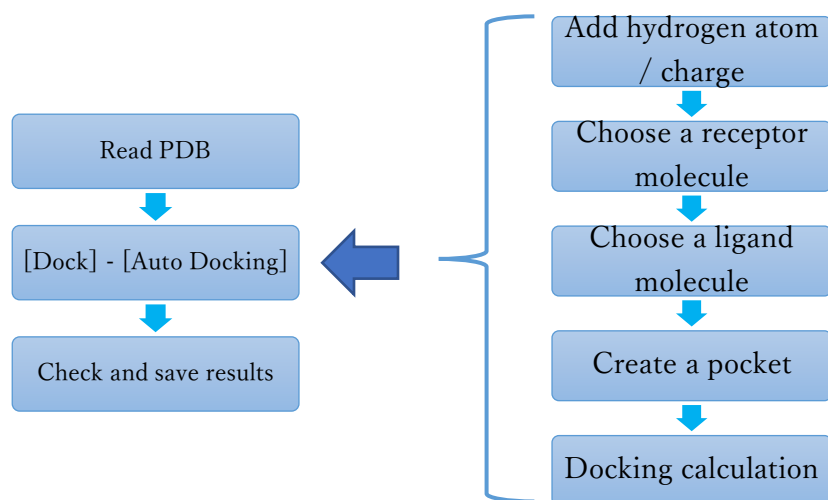 Read PDB
[Dock] - [Auto Docking]
Check and save results
Add hydrogen atom
/ charge
Choose a receptor
molecule
Choose a ligand
molecule
Create a pocket
Docking calculation